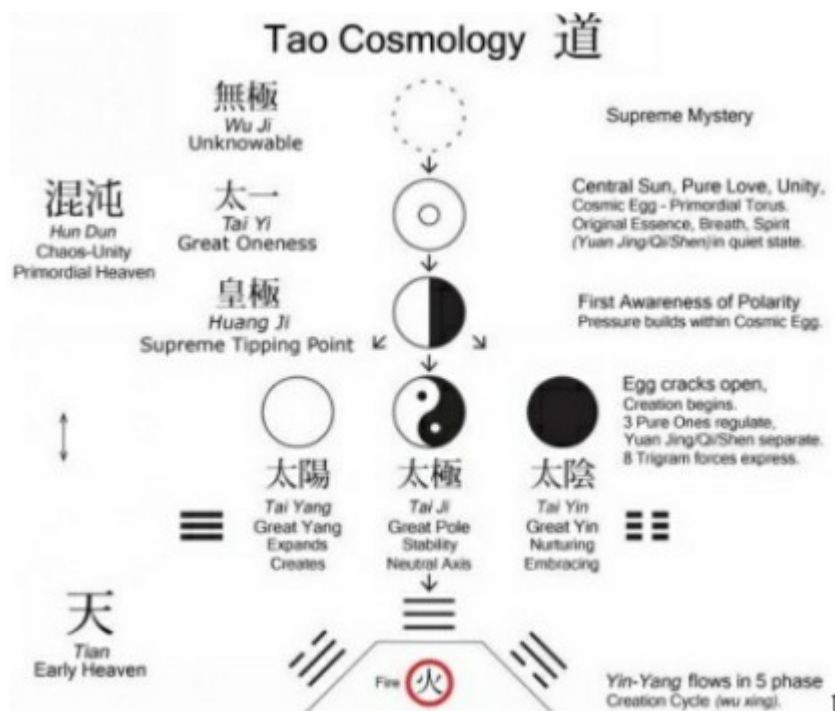 Tao Cosmology 道
無極
Wu Ji
Unknowable
Supreme Mystery
混沌
Hun Dun
Chaos-Unity
Primordial Heaven
太一
Tai Yi
Great Oneness
Central Sun, Pure Love, Unity,
Cosmic Egg - Primordial Torus.
Original Essence, Breath, Spirit
(Yuan Jing/Qi/Shen) in quiet state.
皇極
Huang Ji
Supreme Tipping Point
First Awareness of Polarity
Pressure builds within Cosmic Egg.
Egg cracks open,
Creation begins.
3 Pure Ones regulate,
Yuan Jing/Qi/Shen separate.
8 Trigram forces express.
太陽
Tai Yang
Great Yang
Expands
Creates
太極
Tai Ji
Great Pole
Stability
Neutral Axis
太陰
Tai Yin
Great Yin
Nurturing
Embracing
天
Tian
Early Heaven
Fire 火
Yin-Yang flows in 5 phase
Creation Cycle (wu xing).
1